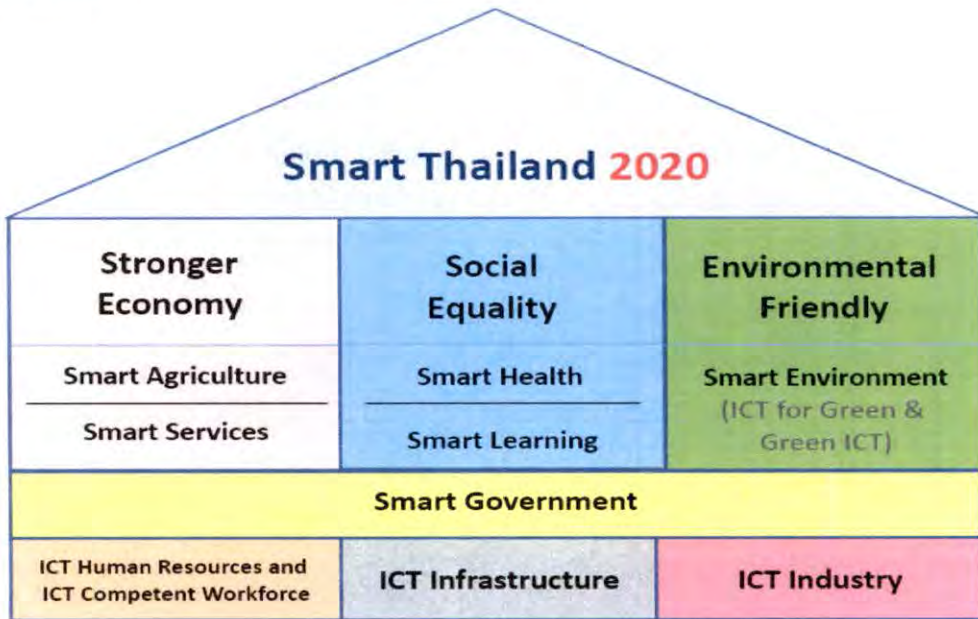 Smart Thailand 2020
Stronger
Economy
Smart Agriculture
Smart Services
Social
Equality
Smart Health
Smart Learning
Environmental
Friendly
Smart Environment
(ICT for Green &
Green ICT)
Smart Government
ICT Human Resources and
ICT Competent Workforce
ICT Infrastructure
ICT Industry